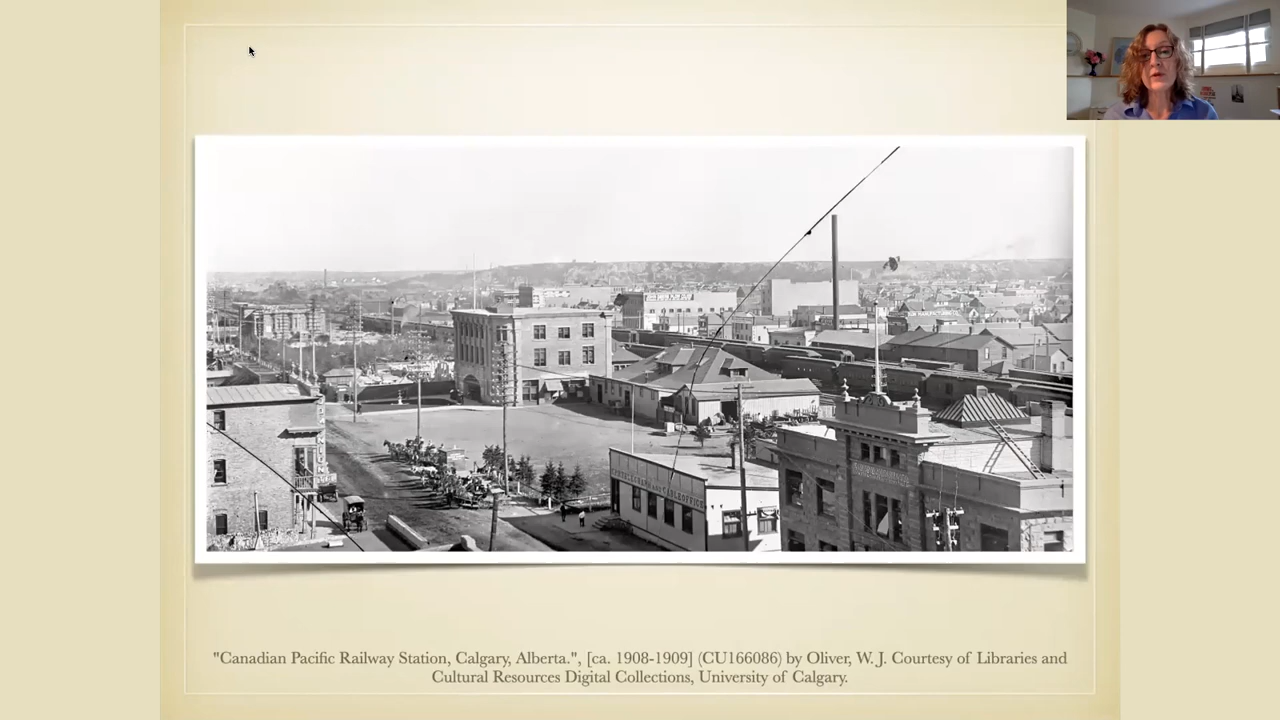 "Canadian Pacific Railway Station, Calgary, Alberta.", [ca. 1908-1909] (CU166086) by Oliver, W. J. Courtesy of Libraries and
Cultural Resources Digital Collections, University of Calgary.